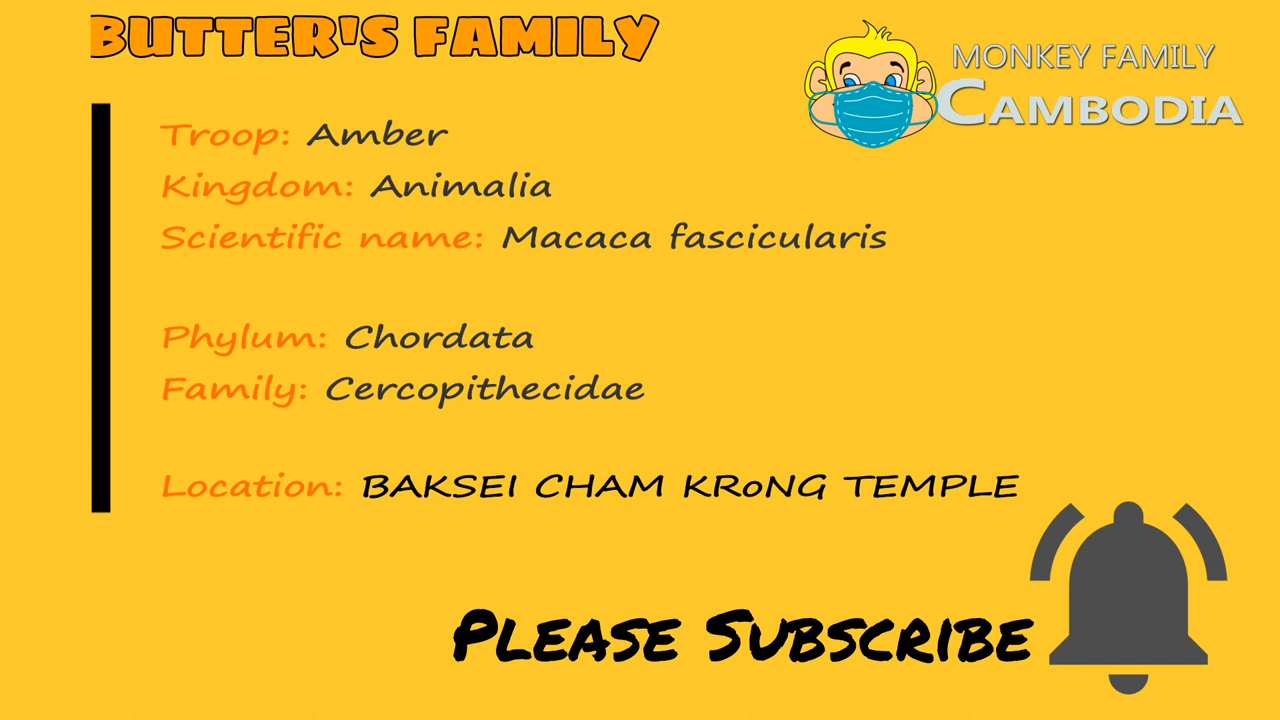 BUTTER'S FAMILY
MONKEY FAMILY
CAMBODIA
Troop: Amber
Kingdom: Animalia
Scientific name: Macaca fascicularis
Phylum: Chordata
Family: Cercopithecidae
Location: BAKSEI CHAM KRoNG TEMPLE
PLEASE SUBSCRIBE